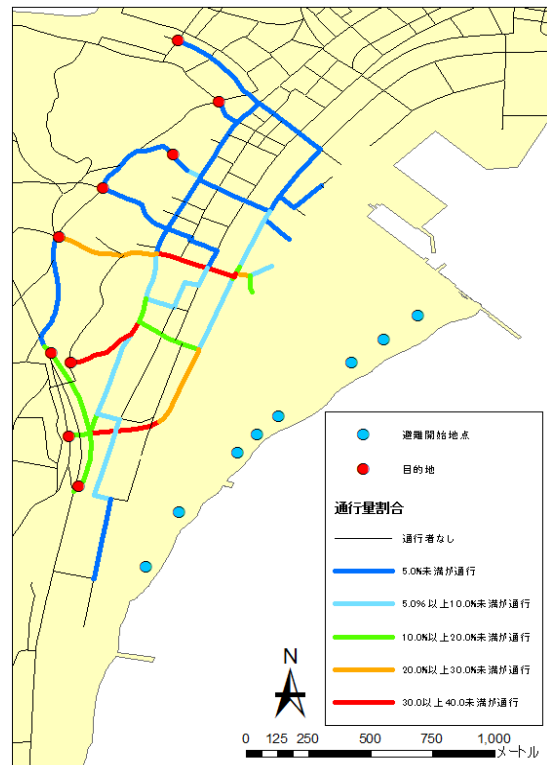 避難開始地点
目的地
通行量割合
通行者なし
5.0%未満が通行
5.0%以上10.0%未満が通行
10.0%以上20.0%未満が通行
20.0%以上30.0%未満が通行
30.0以上40.0未満が通行
N
0 125 250 500 750 1,000
メートル